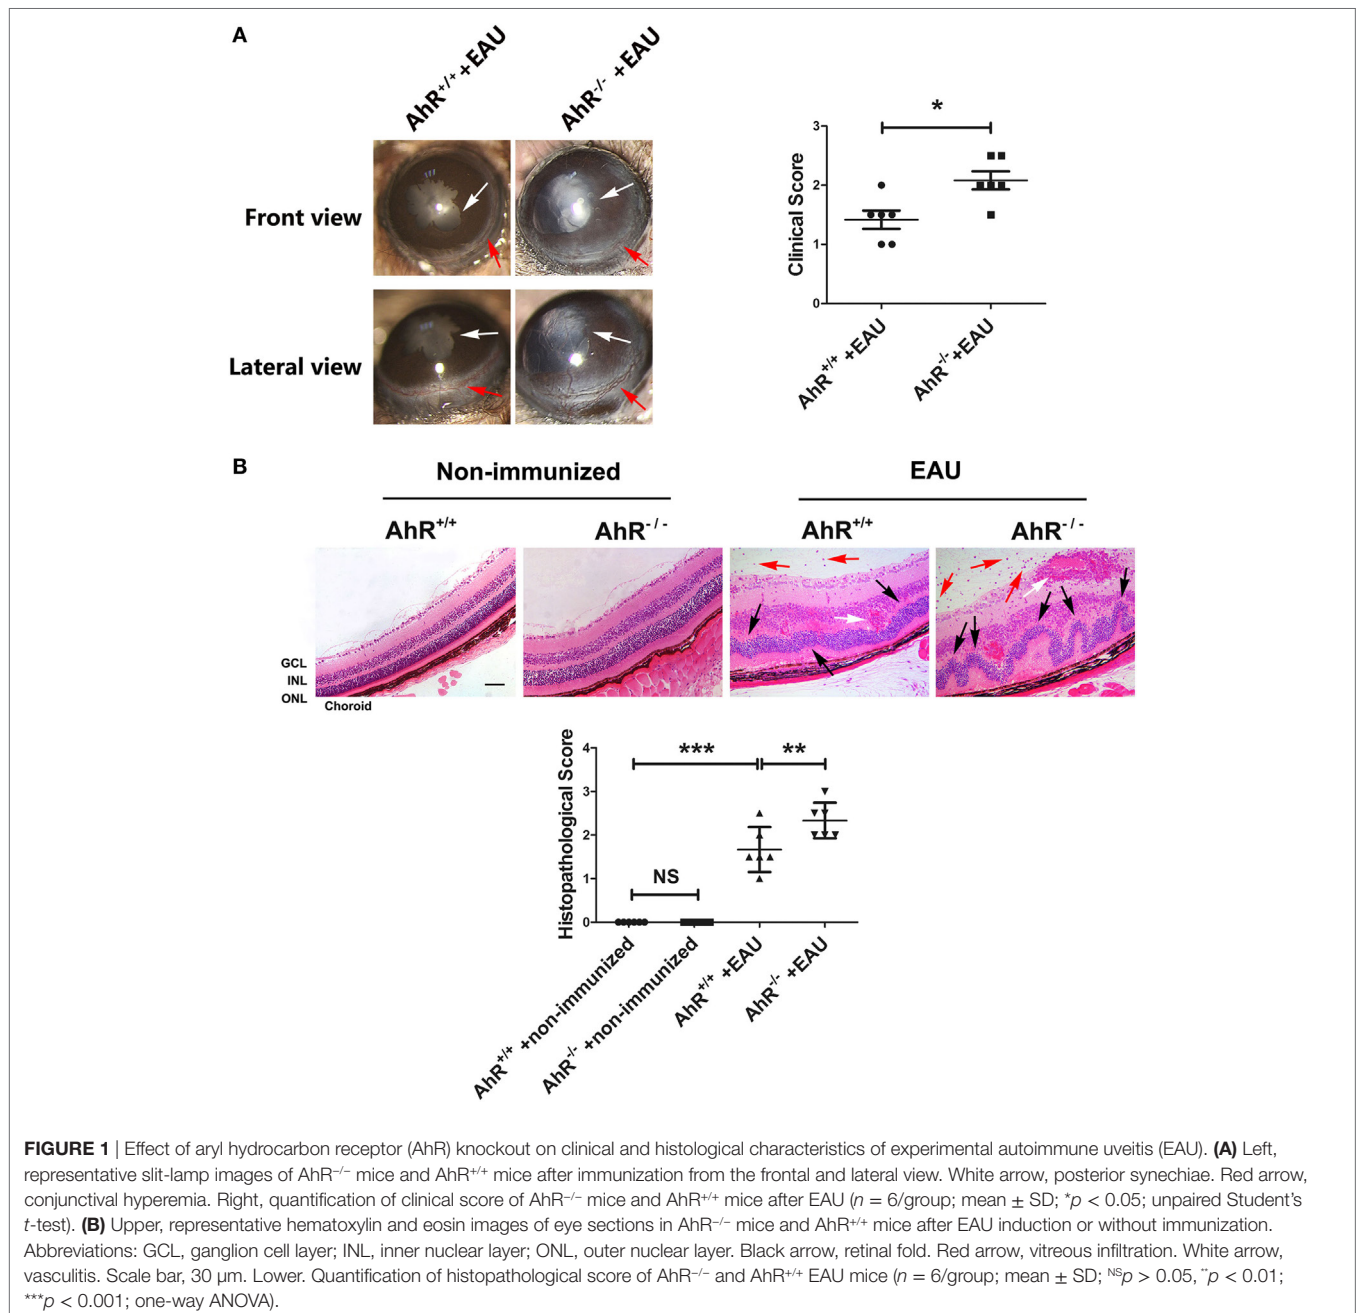 A
AhR+/+ +EAU
AhR-/- +EAU
Front view
Lateral view
Clinical Score
3
2
1
0
*
AhR+/+ +EAU
AhR-/- +EAU
B
Non-immunized
EAU
AhR+/+
AhR-/-
AhR+/+
AhR-/-
GCL
INL
ONL
Choroid
Histopathological Score
4
3
2
1
0
***
**
NS
AhR+/+ +non-immunized
AhR-/- +non-immunized
AhR+/+ +EAU
AhR-/- +EAU
FIGURE 1 | Effect of aryl hydrocarbon receptor (AhR) knockout on clinical and histological characteristics of experimental autoimmune uveitis (EAU). (A) Left,
representative slit-lamp images of AhR−/− mice and AhR+/+ mice after immunization from the frontal and lateral view. White arrow, posterior synechiae. Red arrow,
conjunctival hyperemia. Right, quantification of clinical score of AhR−/− mice and AhR+/+ mice after EAU (n = 6/group; mean ± SD; *p < 0.05; unpaired Student's
t-test). (B) Upper, representative hematoxylin and eosin images of eye sections in AhR−/− mice and AhR+/+ mice after EAU induction or without immunization.
Abbreviations: GCL, ganglion cell layer; INL, inner nuclear layer; ONL, outer nuclear layer. Black arrow, retinal fold. Red arrow, vitreous infiltration. White arrow,
vasculitis. Scale bar, 30 μm. Lower. Quantification of histopathological score of AhR−/− and AhR+/+ EAU mice (n = 6/group; mean ± SD; NSp > 0.05, **p < 0.01;
***p < 0.001; one-way ANOVA).